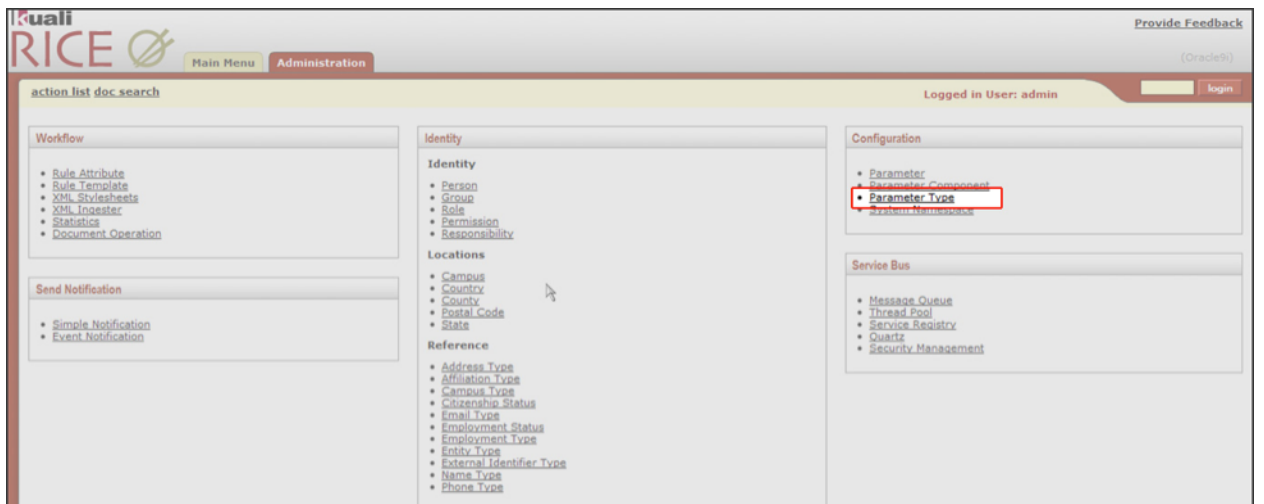 kuali
RICE
Provide Feedback
Main Menu
Administration
(Oracle9i)
action list doc search
Logged in User: admin
login
Workflow
Rule Attribute
Rule Template
XML Stylesheets
XML Ingester
Statistics
Document Operation
Send Notification
Simple Notification
Event Notification
Identity
Identity
Person
Group
Role
Permission
Responsibility
Locations
Campus
Country
County
Postal Code
State
Reference
Address Type
Affiliation Type
Campus Type
Citizenship Status
Email Type
Employment Status
Employment Type
Entity Type
External Identifier Type
Name Type
Phone Type
Configuration
Parameter
Parameter Component
Parameter Type
System Namespace
Service Bus
Message Queue
Thread Pool
Service Registry
Quartz
Security Management